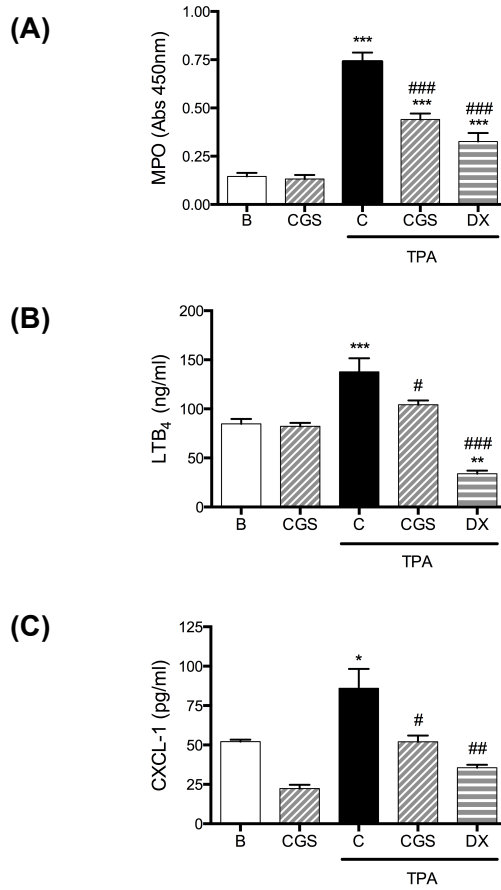 (A)
MPO (Abs 450nm)
1.00
0.75
0.50
0.25
0.00
***
###
***
###
***
B CGS C CGS DX
TPA
(B)
LTB4 (ng/ml)
200
150
100
50
0
***
#
###
**
B CGS C CGS DX
TPA
(C)
CXCL-1 (pg/ml)
125
100
75
50
25
0
*
#
##
B CGS C CGS DX
TPA